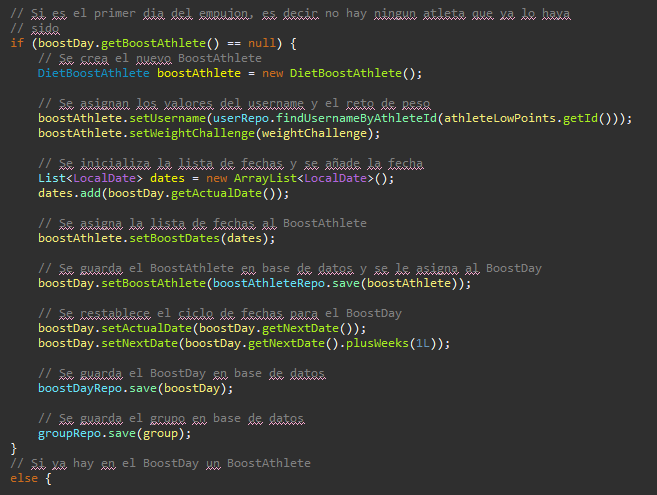 // Si es el primer dia del empujon, es decir no hay ningun atleta que ya lo haya
// sido
if (boostDay.getBoostAthlete() == null) {
// Se crea el nuevo BoostAthlete
DietBoostAthlete boostAthlete = new DietBoostAthlete();
// Se asignan los valores del username y el reto de peso
boostAthlete.setUsername(userRepo.findUsernameByAthleteId(athleteLowPoints.getId()));
boostAthlete.setWeightChallenge(weightChallenge);
// Se inicializa la lista de fechas y se añade la fecha
List<LocalDate> dates = new ArrayList<LocalDate>();
dates.add(boostDay.getActualDate());
// Se asigna la lista de fechas al BoostAthlete
boostAthlete.setBoostDates(dates);
// Se guarda el BoostAthlete en base de datos y se le asigna al BoostDay
boostDay.setBoostAthlete(boostAthleteRepo.save(boostAthlete));
// Se restablece el ciclo de fechas para el BoostDay
boostDay.setActualDate(boostDay.getNextDate());
boostDay.setNextDate(boostDay.getNextDate().plusWeeks(1L));
// Se guarda el BoostDay en base de datos
boostDayRepo.save(boostDay);
// Se guarda el grupo en base de datos
groupRepo.save(group);
}
// Si ya hay en el BoostDay un BoostAthlete
else {